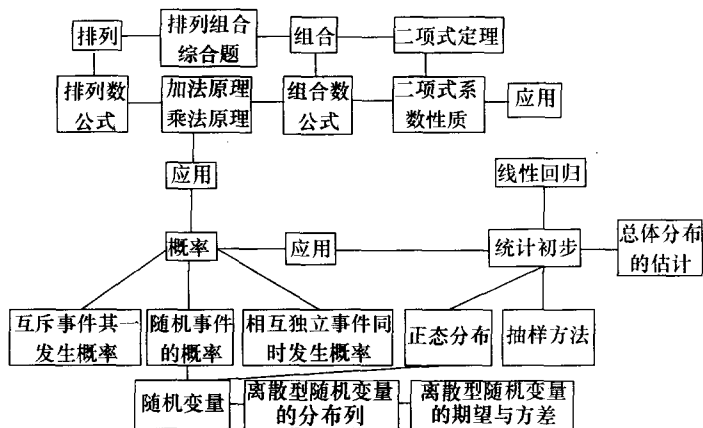 排列
排列组合
综合题
组合
二项式定理
排列数
公式
加法原理
乘法原理
组合数
公式
二项式系
数性质
应用
应用
线性回归
概率
应用
统计初步
总体分布
的估计
互斥事件其一
发生概率
随机事件
的概率
相互独立事件同
时发生概率
正态分布
抽样方法
随机变量
离散型随机变量
的分布列
离散型随机变量
的期望与方差